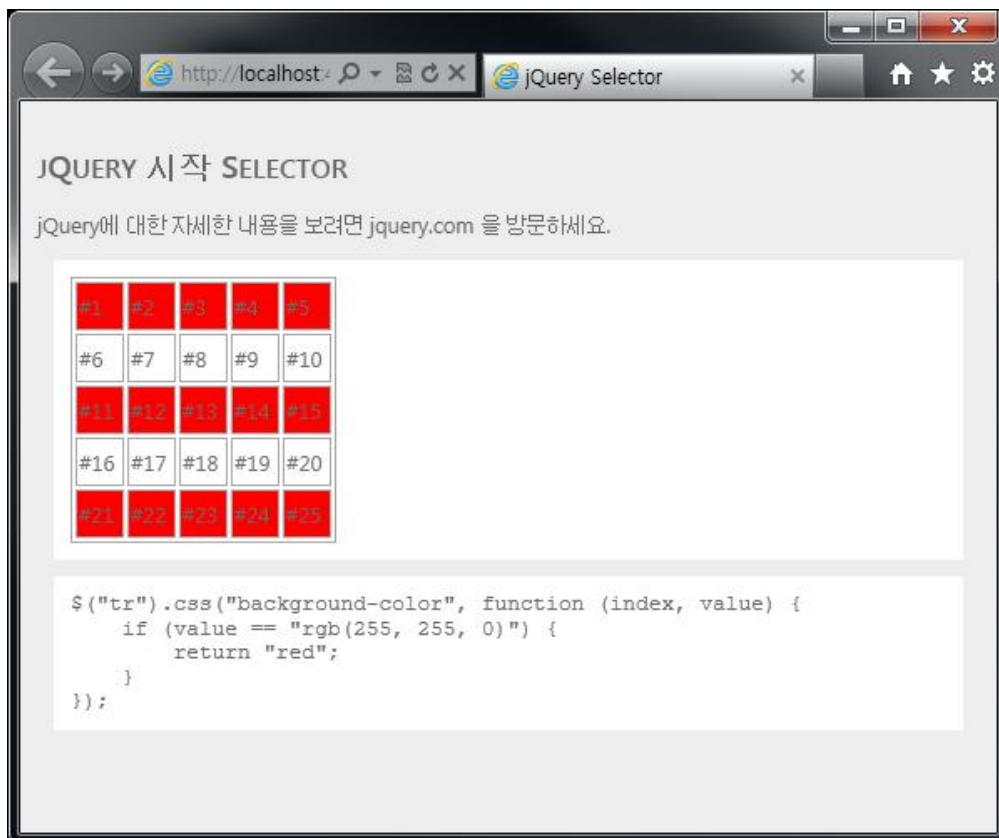 http://localhost:4
jQuery Selector
JQUERY 시작 SELECTOR
jQuery에 대한 자세한 내용을 보려면 jquery.com 을 방문하세요.
#1 #2 #3 #4 #5
#6 #7 #8 #9 #10
#11 #12 #13 #14 #15
#16 #17 #18 #19 #20
#21 #22 #23 #24 #25
$("tr").css("background-color", function (index, value) {
    if (value == "rgb(255, 255, 0)") {
        return "red";
    }
});